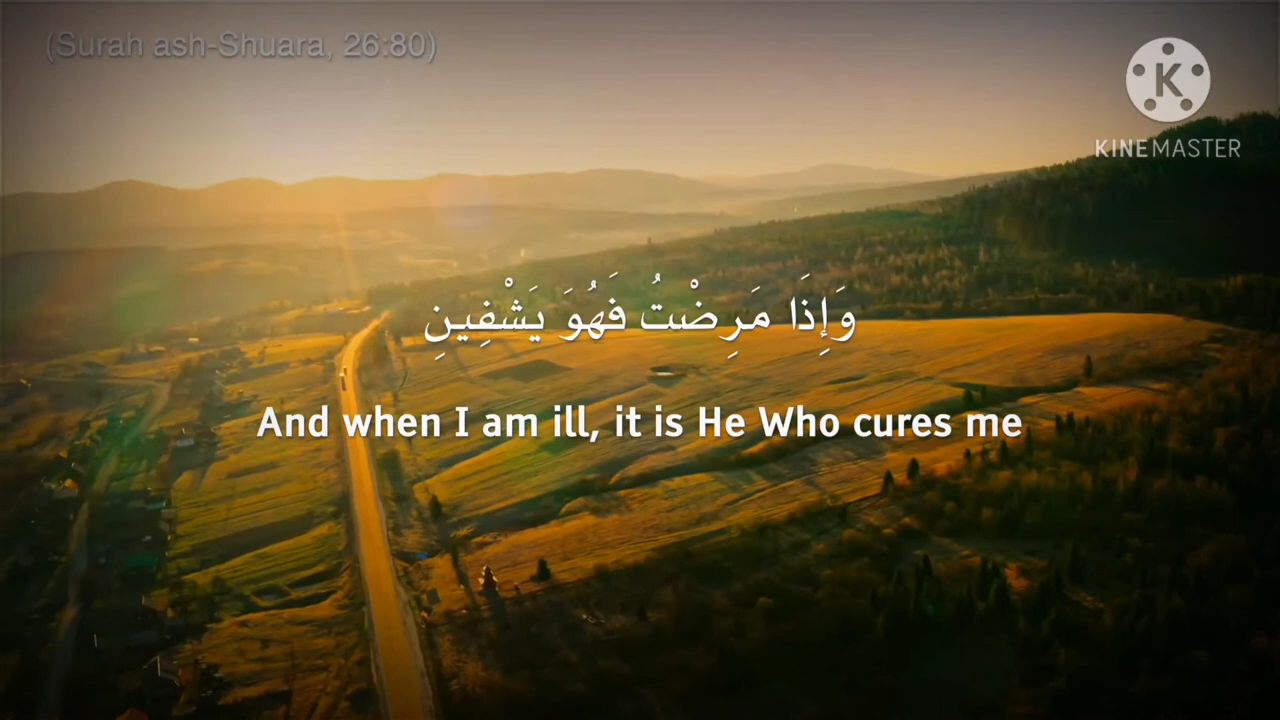 (Surah ash-Shuara, 26:80)
K
KINEMASTER
وَإِذَا مَرِضْتُ فَهُوَ يَشْفِينِ
And when I am ill, it is He Who cures me